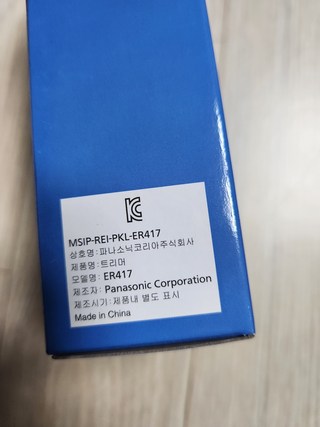 MSIP-REI-PKL-ER417
상호명: 파나소닉코리아주식회사
제품명: 트리머
모델명: ER417
제조자: Panasonic Corporation
제조시기: 제품내 별도 표시
Made in China